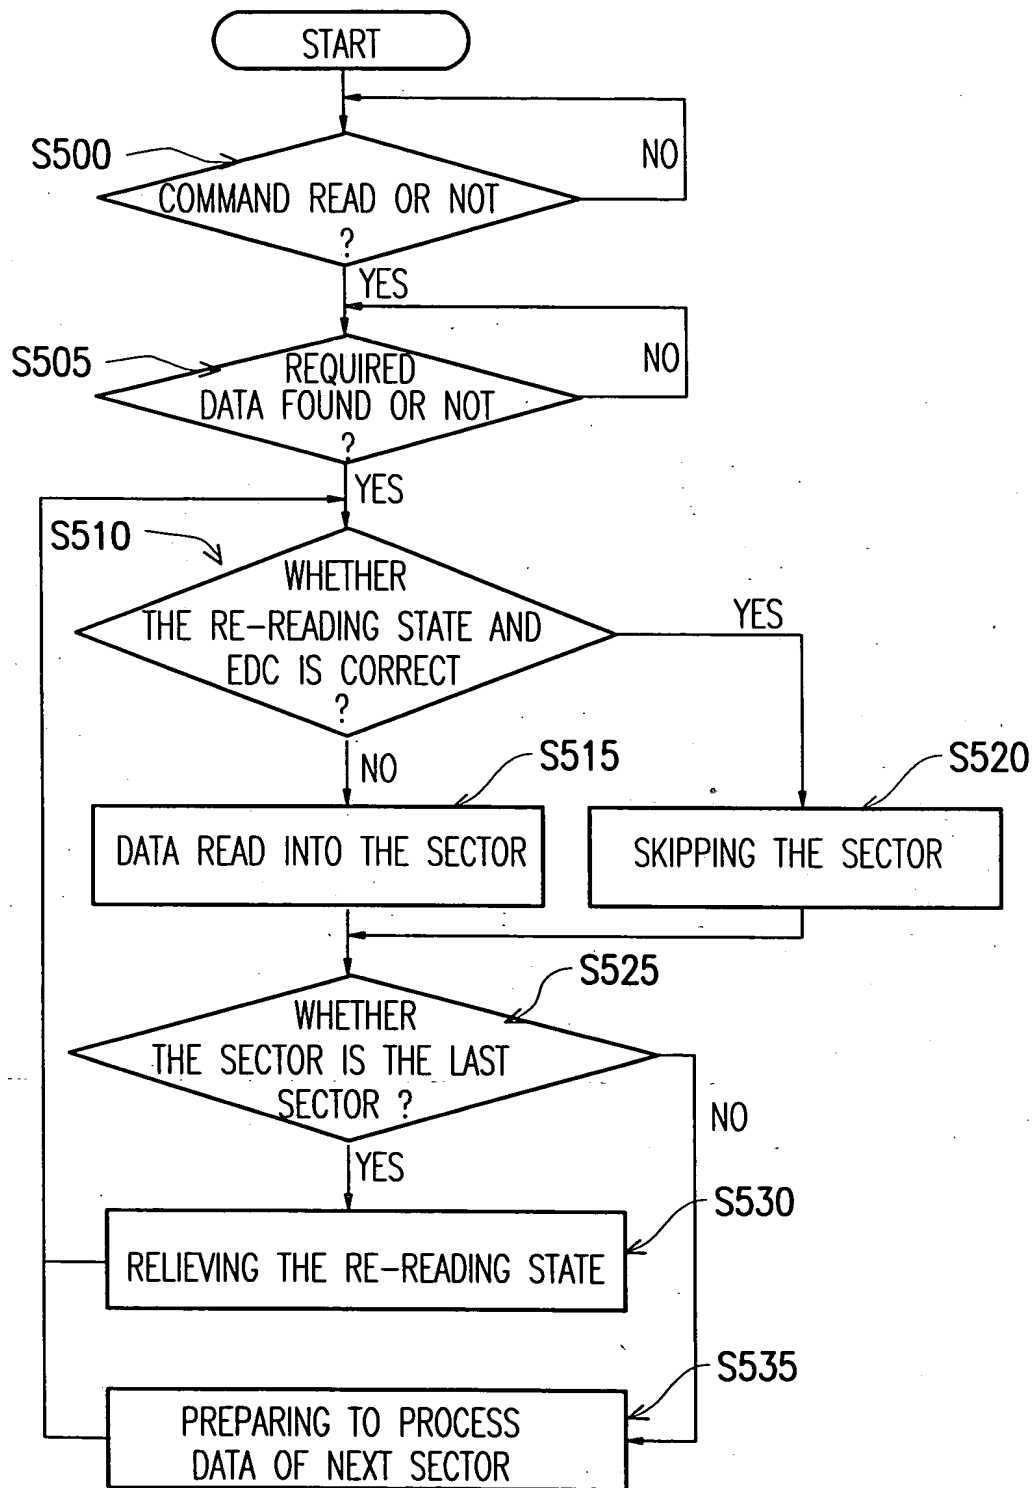 START
S500
NO
COMMAND READ OR NOT
?
YES
S505
NO
REQUIRED
DATA FOUND OR NOT
?
YES
S510
WHETHER
THE RE-READING STATE AND
EDC IS CORRECT
?
YES
NO
S515
S520
DATA READ INTO THE SECTOR
SKIPPING THE SECTOR
S525
WHETHER
THE SECTOR IS THE LAST
SECTOR ?
NO
YES
S530
RELIEVING THE RE-READING STATE
S535
PREPARING TO PROCESS
DATA OF NEXT SECTOR